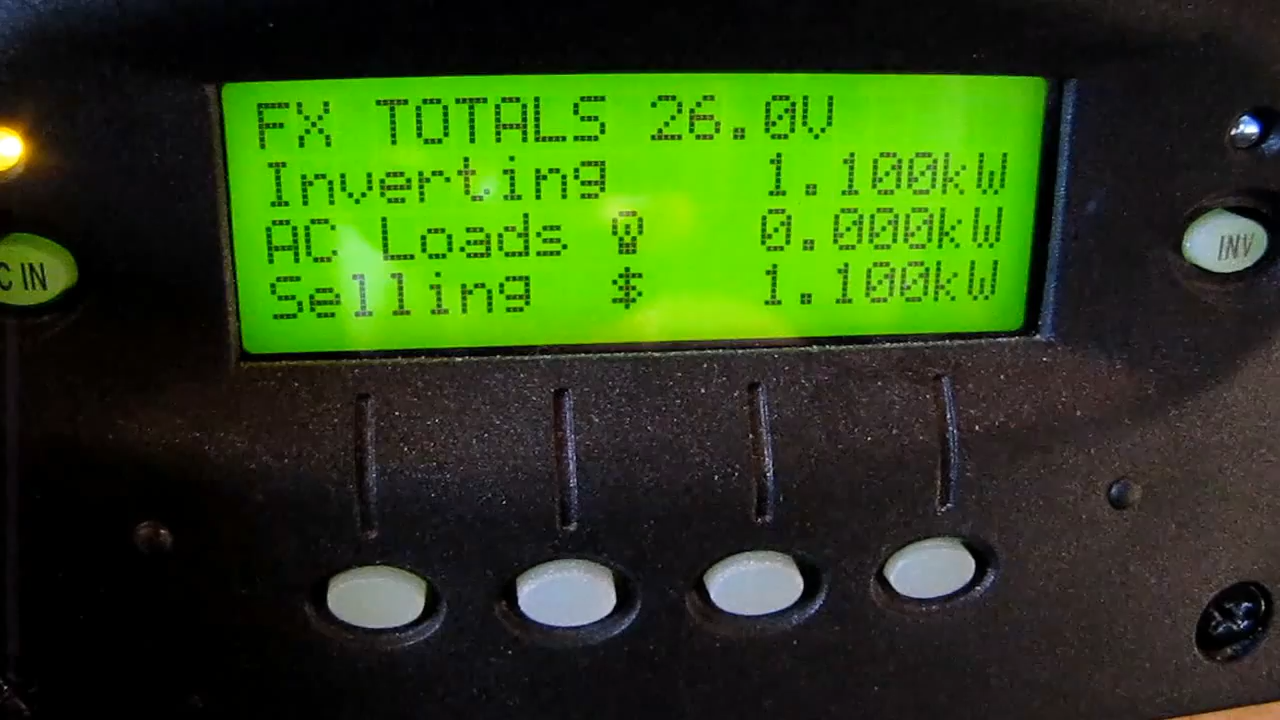 FX TOTALS 26.0V
Inverting 1.100kW
AC Loads 0.000kW
Selling $ 1.100kW
C IN
INV